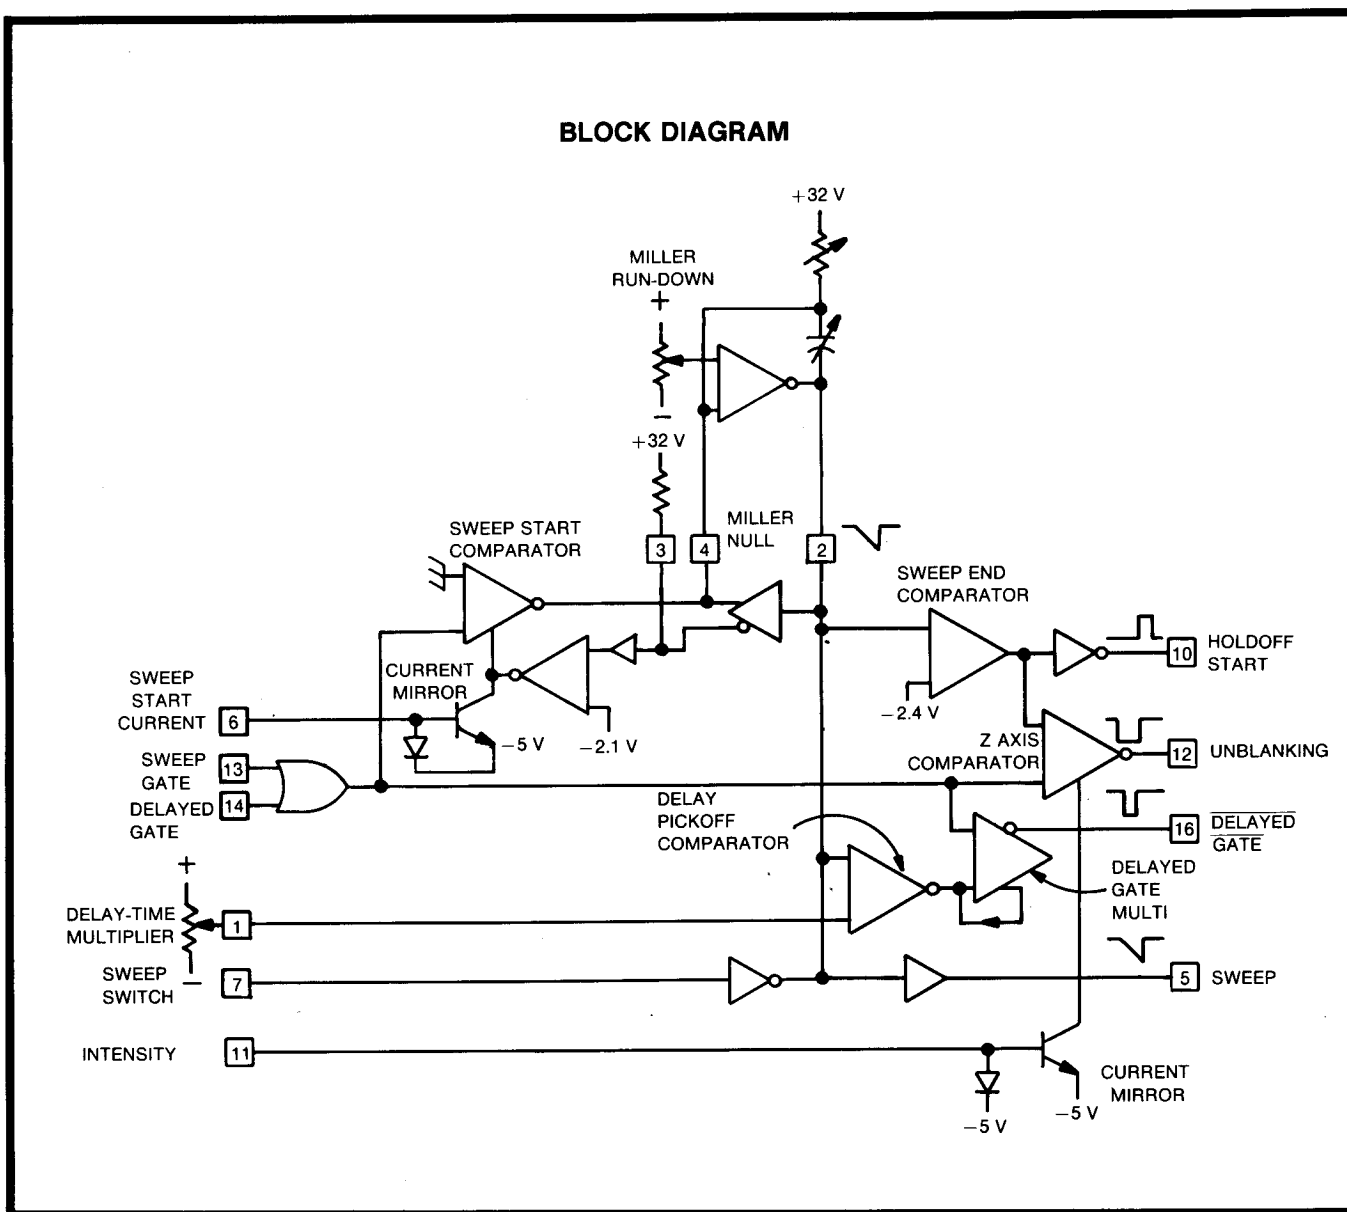 BLOCK DIAGRAM
+32 V
MILLER
RUN-DOWN
+
−
+32 V
SWEEP START
COMPARATOR
3
4
MILLER
NULL
2
SWEEP END
COMPARATOR
10
HOLDOFF
START
SWEEP
START
CURRENT
6
CURRENT
MIRROR
−5 V
−2.1 V
−2.4 V
Z AXIS
COMPARATOR
12
UNBLANKING
SWEEP
GATE
13
DELAYED
GATE
14
DELAY
PICKOFF
COMPARATOR
16
DELAYED
GATE
DELAYED
GATE
MULTI
+
DELAY-TIME
MULTIPLIER
1
−
SWEEP
SWITCH
7
5
SWEEP
INTENSITY
11
CURRENT
MIRROR
−5 V
−5 V